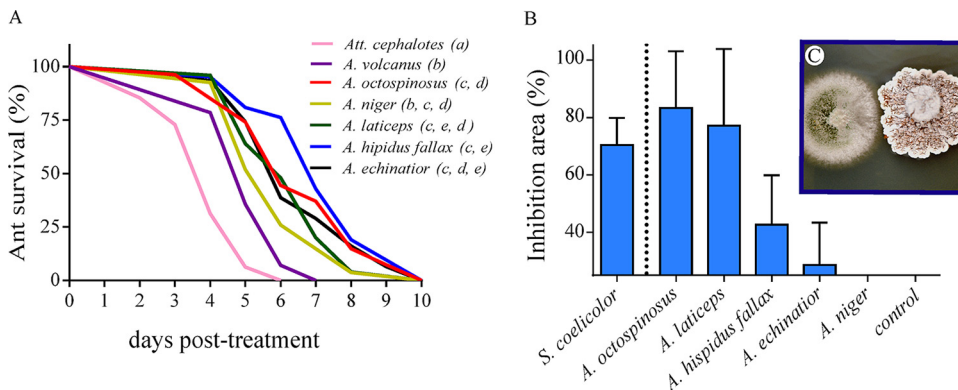 A
Ant survival (%)
100
75
50
25
0
0 1 2 3 4 5 6 7 8 9 10
days post-treatment
Att. cephalotes (a)
A. volcanus (b)
A. octospinosus (c, d)
A. niger (b, c, d)
A. laticeps (c, e, d)
A. hipidus fallax (c, e)
A. echinatior (c, d, e)
B
Inhibition area (%)
100
80
60
40
S. coelicolor
A. octospinosus
A. laticeps
A. hispidus fallax
A. echinatior
A. niger
control
C